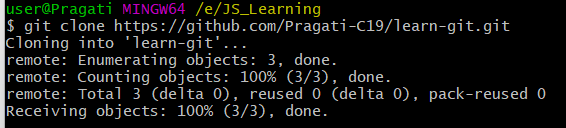 user@Pragati MINGW64 /e/JS_Learning
$ git clone https://github.com/Pragati-C19/learn-git.git
Cloning into 'learn-git'...
remote: Enumerating objects: 3, done.
remote: Counting objects: 100% (3/3), done.
remote: Total 3 (delta 0), reused 0 (delta 0), pack-reused 0
Receiving objects: 100% (3/3), done.